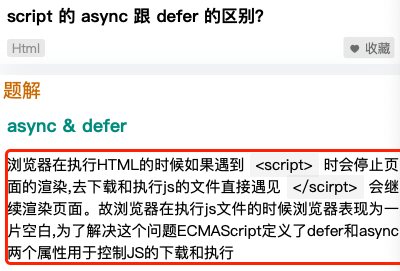 script 的 async 跟 defer 的区别?
Html
收藏
题解
async & defer
浏览器在执行HTML的时候如果遇到 <script> 时会停止页
面的渲染,去下载和执行js的文件直接遇见 </scirpt> 会继
续渲染页面。故浏览器在执行js文件的时候浏览器表现为一
片空白,为了解决这个问题ECMAScript定义了defer和async
两个属性用于控制JS的下载和执行